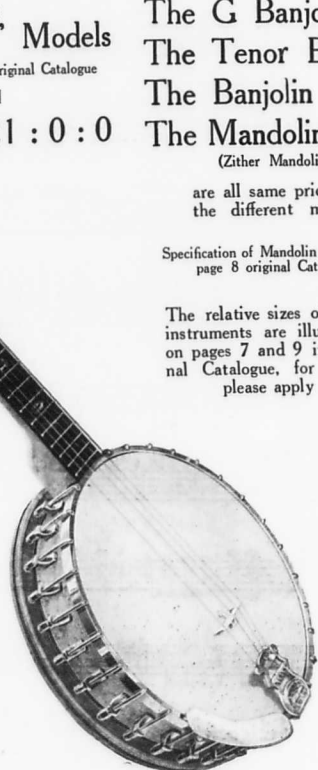 ' Models
riginal Catalogue
1:0:0
The G Banjo
The Tenor B
The Banjolin
The Mandolin
(Zither Mandoli
are all same pric
the different m
Specification of Mandolin
page 8 original Cat
The relative sizes o
instruments are illu
on pages 7 and 9 i
nal Catalogue, for
please apply